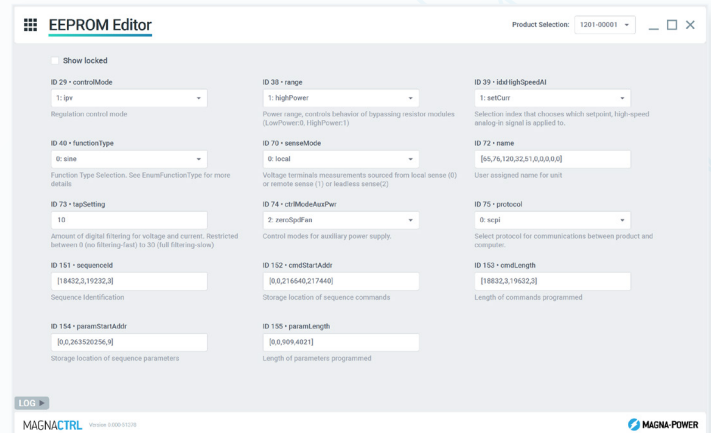 EEPROM Editor
Product Selection: 1201-00001
Show locked
ID 29 • controlMode
1: ipv
Regulation control mode
ID 38 • range
1: highPower
Power range, controls behavior of bypassing resistor modules
(LowPower:0, HighPower:1)
ID 39 • idxHighSpeedAI
1: setCurr
Selection index that chooses which setpoint, high-speed
analog-in signal is applied to.
ID 40 • functionType
0: sine
Function Type Selection. See EnumFunctionType for more
details
ID 70 • senseMode
0: local
Voltage terminals measurements sourced from local sense (0)
or remote sense (1) or leadless sense(2)
ID 72 • name
[65,76,120,32,51,0,0,0,0,0]
User assigned name for unit
ID 73 • tapSetting
10
Amount of digital filtering for voltage and current. Restricted
between 0 (no filtering-fast) to 30 (full filtering-slow)
ID 74 • ctrlModeAuxPwr
2: zeroSpdFan
Control modes for auxiliary power supply.
ID 75 • protocol
0: scpi
Select protocol for communications between product and
computer.
ID 151 • sequenceId
[18432,3,19232,3]
Sequence Identification
ID 152 • cmdStartAddr
[0,0,216640,217440]
Storage location of sequence commands
ID 153 • cmdLength
[18832,3,19632,3]
Length of commands programmed
ID 154 • paramStartAddr
[0,0,263520256,9]
Storage location of sequence parameters
ID 155 • paramLength
[0,0,909,4021]
Length of parameters programmed
LOG
MAGNACTRL
MAGNA-POWER